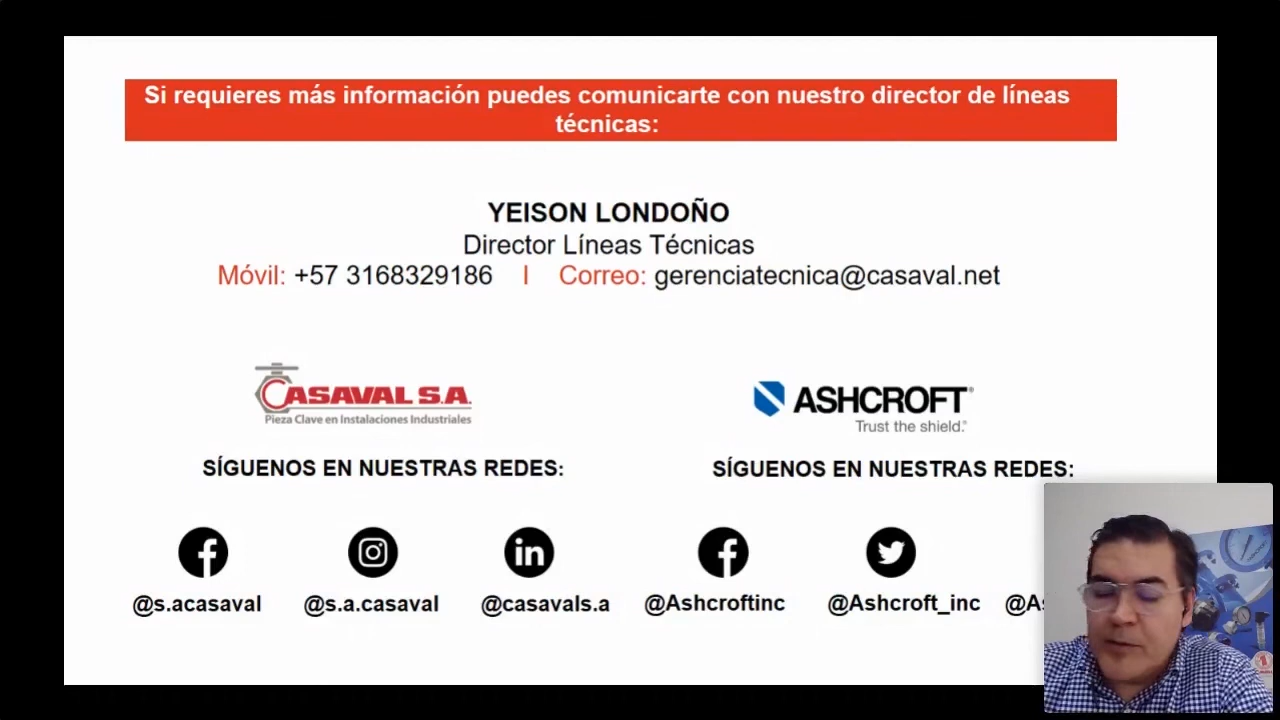 Si requieres más información puedes comunicarte con nuestro director de líneas
técnicas:
YEISON LONDOÑO
Director Líneas Técnicas
Móvil: +57 3168329186 I Correo: gerenciatecnica@casaval.net
CASAVAL S.A.
Pieza Clave en Instalaciones Industriales
ASHCROFT®
Trust the shield.®
SÍGUENOS EN NUESTRAS REDES:
SÍGUENOS EN NUESTRAS REDES:
@s.acasaval @s.a.casaval @casavals.a @Ashcroftinc @Ashcroft_inc